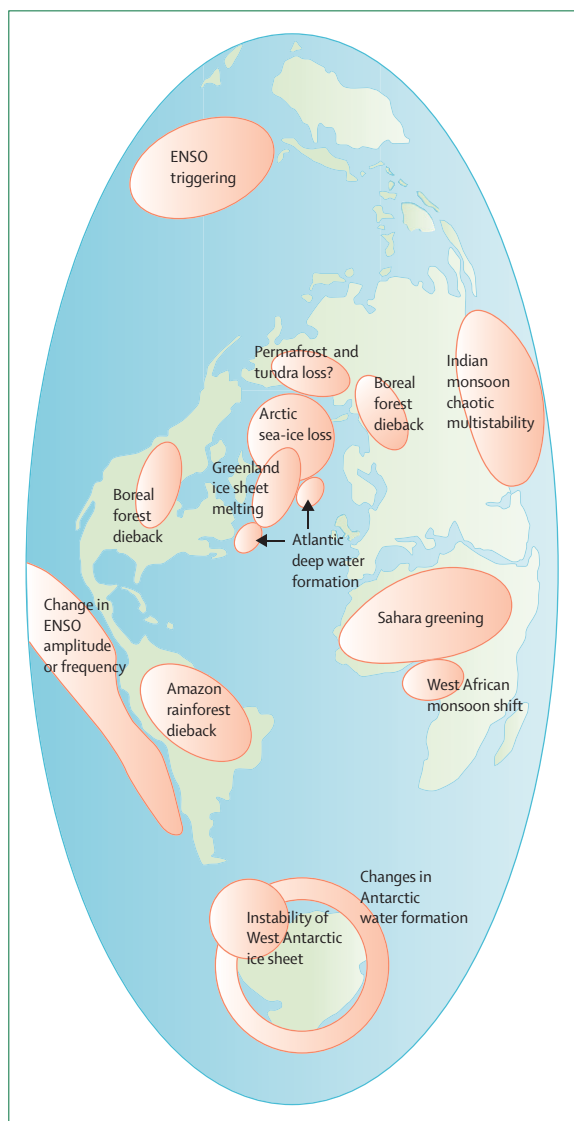 ENSO
triggering
Permafrost and
tundra loss?
Boreal
forest
dieback
Indian
monsoon
chaotic
multistability
Arctic
sea-ice loss
Greenland
ice sheet
melting
Boreal
forest
dieback
Atlantic
deep water
formation
Change in
ENSO
amplitude
or frequency
Sahara greening
West African
monsoon shift
Amazon
rainforest
dieback
Changes in
Antarctic
water formation
Instability of
West Antarctic
ice sheet